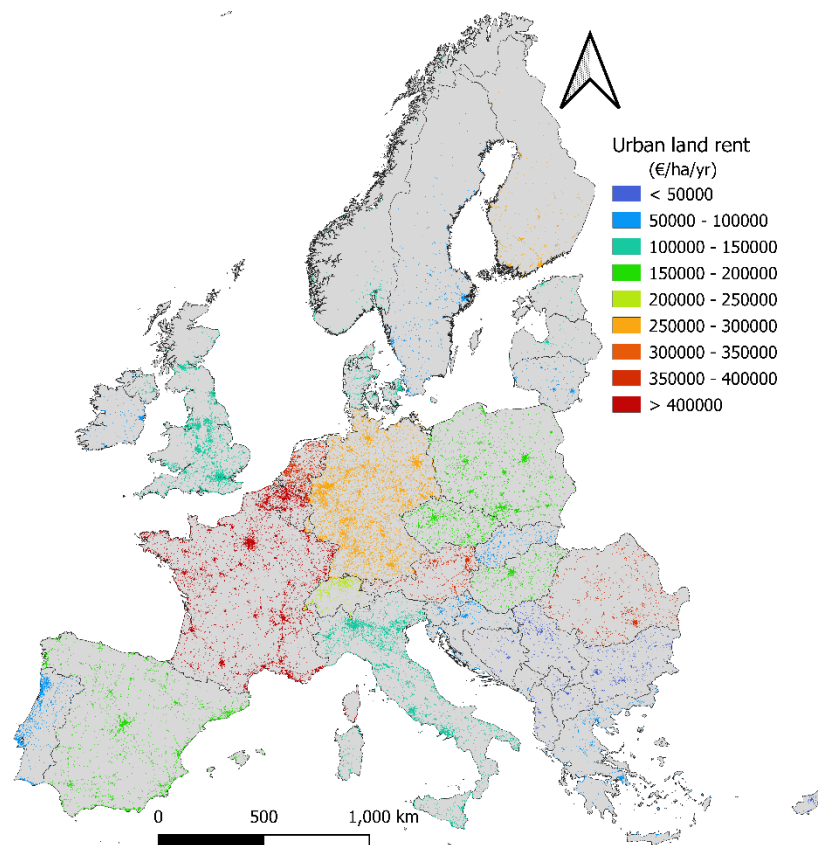 Urban land rent
(€/ha/yr)
< 50000
50000 - 100000
100000 - 150000
150000 - 200000
200000 - 250000
250000 - 300000
300000 - 350000
350000 - 400000
> 400000
0 500 1,000 km